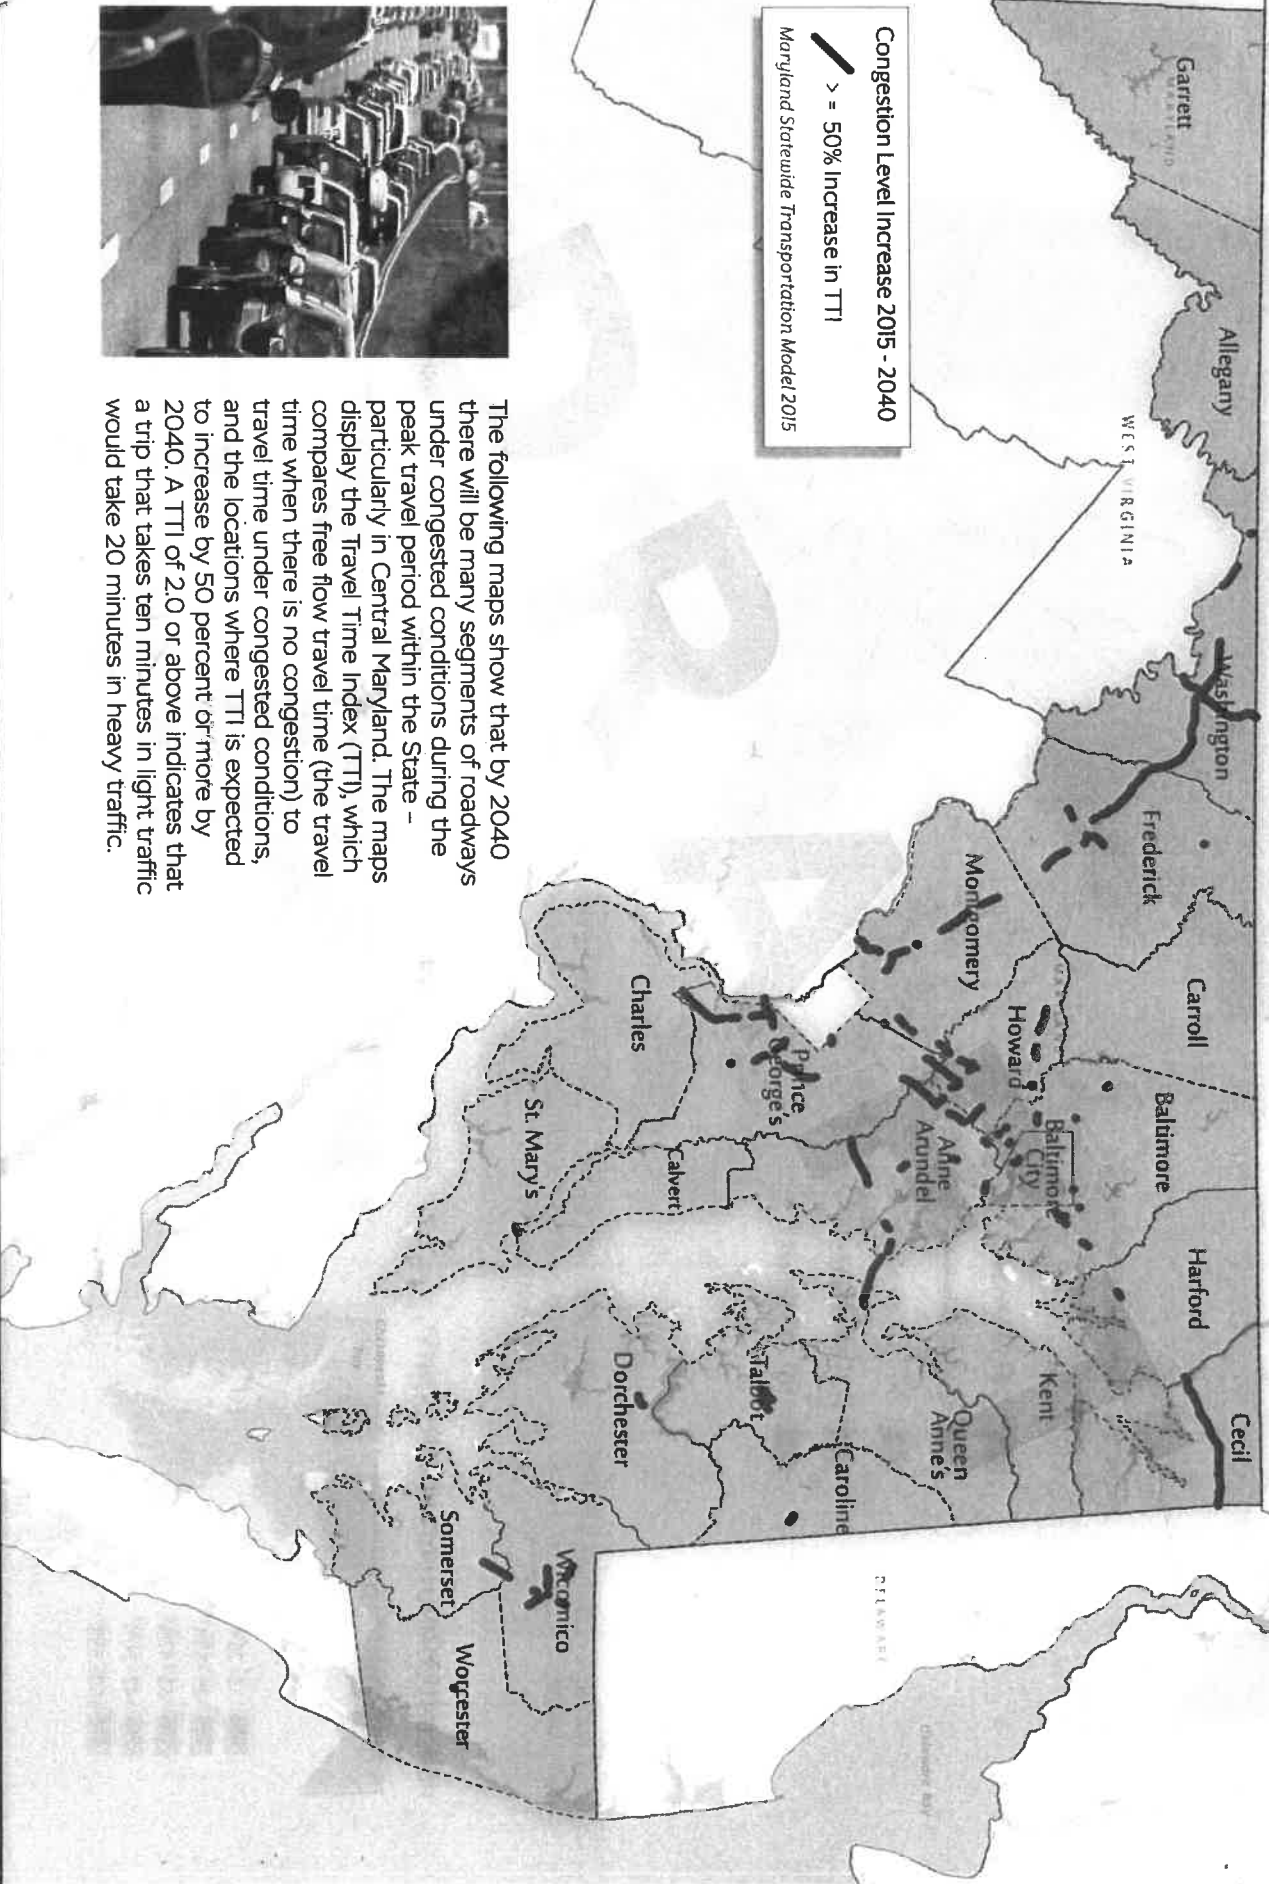 Congestion Level Increase 2015 - 2040
> = 50% Increase in TTI
Maryland Statewide Transportation Model 2015
Garrett
MARYLAND
Allegany
WEST VIRGINIA
Washington
Frederick
Carroll
Baltimore
Harford
Cecil
Montgomery
Howard
Baltimore
City
Kent
Queen
Anne's
Anne
Arundel
Prince
George's
Charles
Calvert
St. Mary's
Talbot
Caroline
Dorchester
Wicomico
Somerset
Worcester
DELAWARE
The following maps show that by 2040
there will be many segments of roadways
under congested conditions during the
peak travel period within the State –
particularly in Central Maryland. The maps
display the Travel Time Index (TTI), which
compares free flow travel time (the travel
time when there is no congestion) to
travel time under congested conditions,
and the locations where TTI is expected
to increase by 50 percent or more by
2040. A TTI of 2.0 or above indicates that
a trip that takes ten minutes in light traffic
would take 20 minutes in heavy traffic.